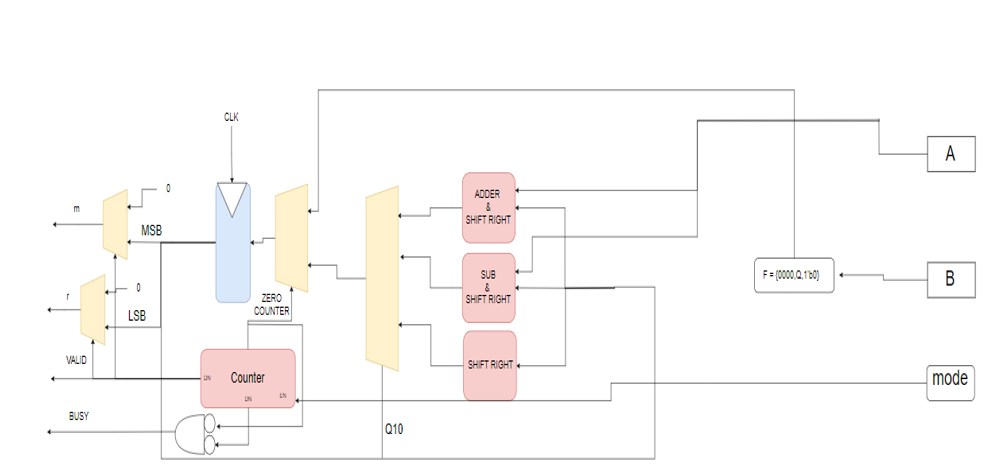 CLK
A
ADDER
&
SHIFT RIGHT
0
m
MSB
SUB
&
SHIFT RIGHT
F = {0000,Q,1'b0}
B
0
r
LSB
ZERO
COUNTER
VALID
Counter
SHIFT RIGHT
mode
BUSY
Q10